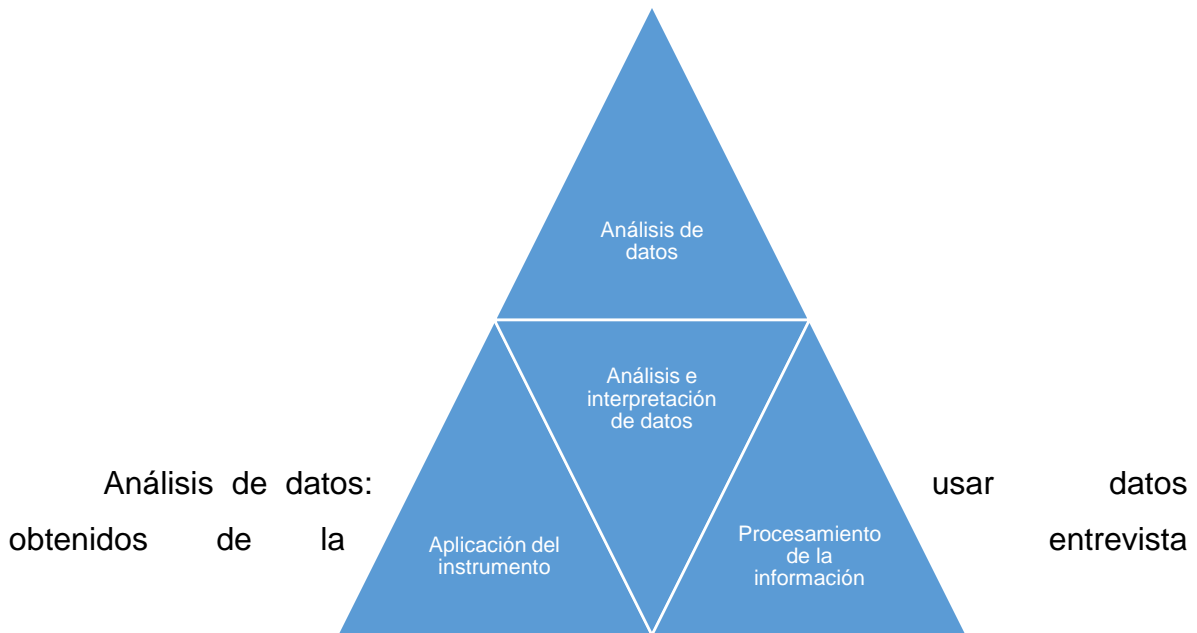 Análisis de
datos
Análisis e
interpretación
de datos
Análisis de datos: usar datos
obtenidos de la entrevista
Aplicación del
instrumento
Procesamiento
de la
información